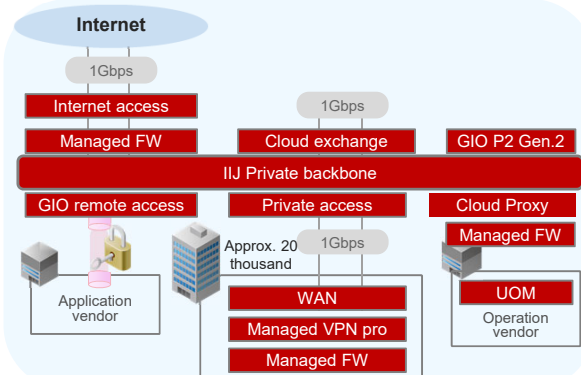 Internet
1Gbps
Internet access
1Gbps
Managed FW
Cloud exchange
GIO P2 Gen.2
IIJ Private backbone
GIO remote access
Private access
Cloud Proxy
Managed FW
Approx. 20
thousand
1Gbps
Application
vendor
WAN
UOM
Operation
vendor
Managed VPN pro
Managed FW